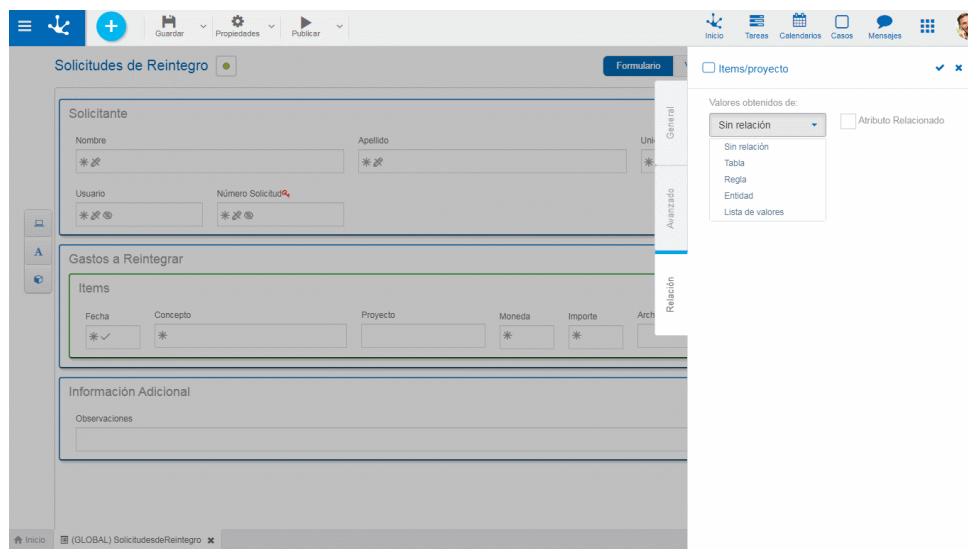 Guardar
Propiedades
Publicar
Inicio
Tareas
Calendarios
Casos
Mensajes
Solicitudes de Reintegro
Formulario
Solicitante
Nombre
Apellido
Uni
Usuario
Número Solicitud
Gastos a Reintegrar
Items
Fecha
Concepto
Proyecto
Moneda
Importe
Arch
Información Adicional
Observaciones
General
Avanzado
Relación
Items/proyecto
Valores obtenidos de:
Sin relación
Atributo Relacionado
Sin relación
Tabla
Regla
Entidad
Lista de valores
Inicio
(GLOBAL) SolicitudesdeReintegro